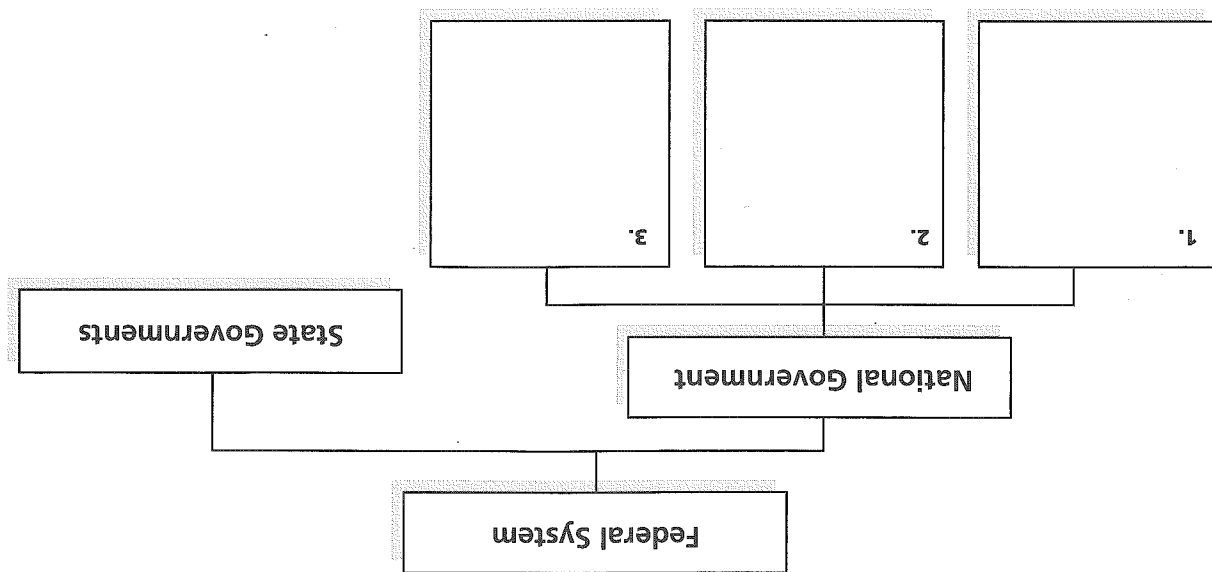 Federal System
National Government
State Governments
1.
2.
3.